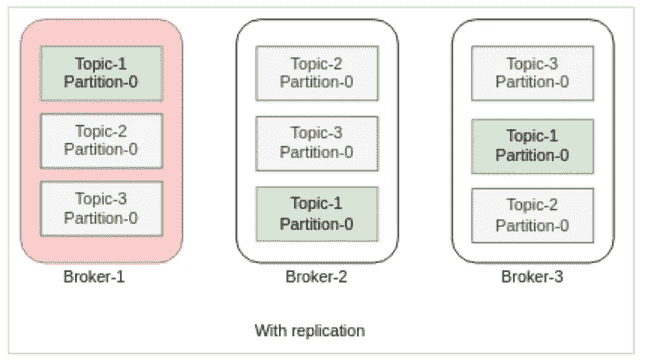 Topic-1
Partition-0
Topic-2
Partition-0
Topic-3
Partition-0
Broker-1
Topic-2
Partition-0
Topic-3
Partition-0
Topic-1
Partition-0
Broker-2
Topic-3
Partition-0
Topic-1
Partition-0
Topic-2
Partition-0
Broker-3
With replication